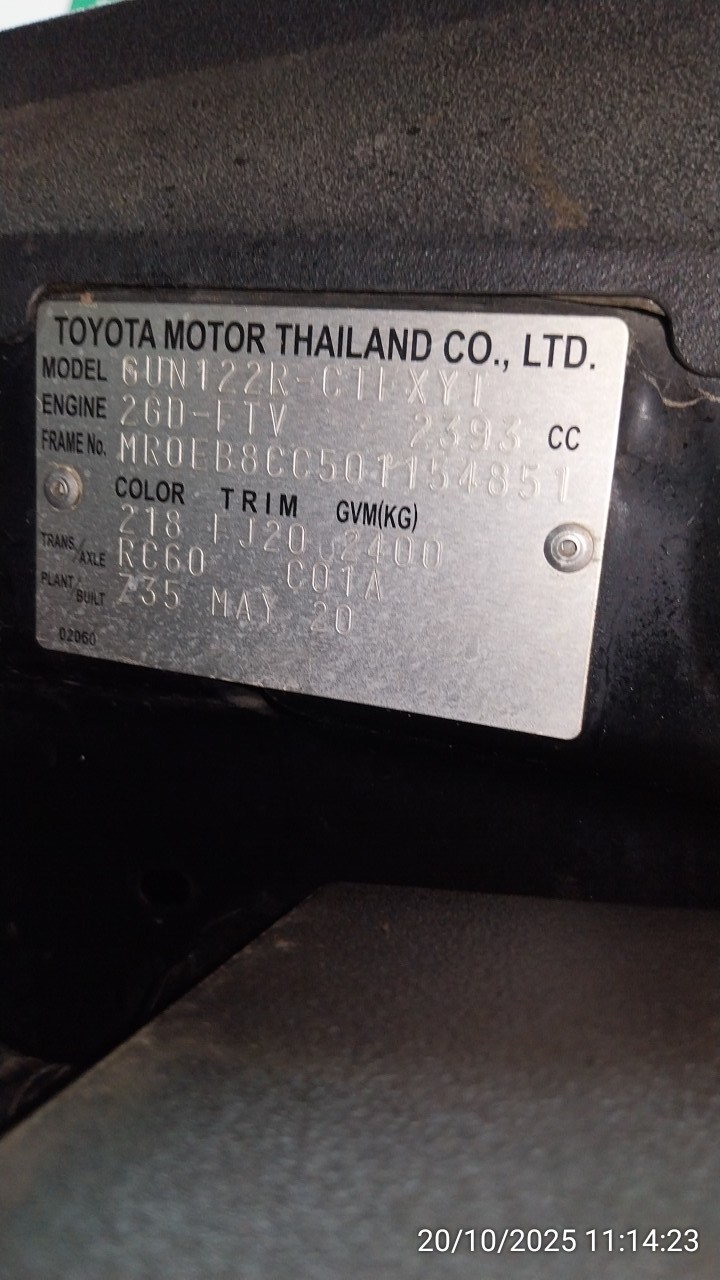 TOYOTA MOTOR THAILAND CO., LTD.
MODEL GUN122R-CTFXYT
ENGINE 2GD-FTV 2393 CC
FRAME No. MR0EB8CC501154851
COLOR TRIM GVM(KG)
218 FJ20 2400
TRANS/AXLE RC60 C01A
PLANT/BUILT Z35 MAY 20
02060
20/10/2025 11:14:23